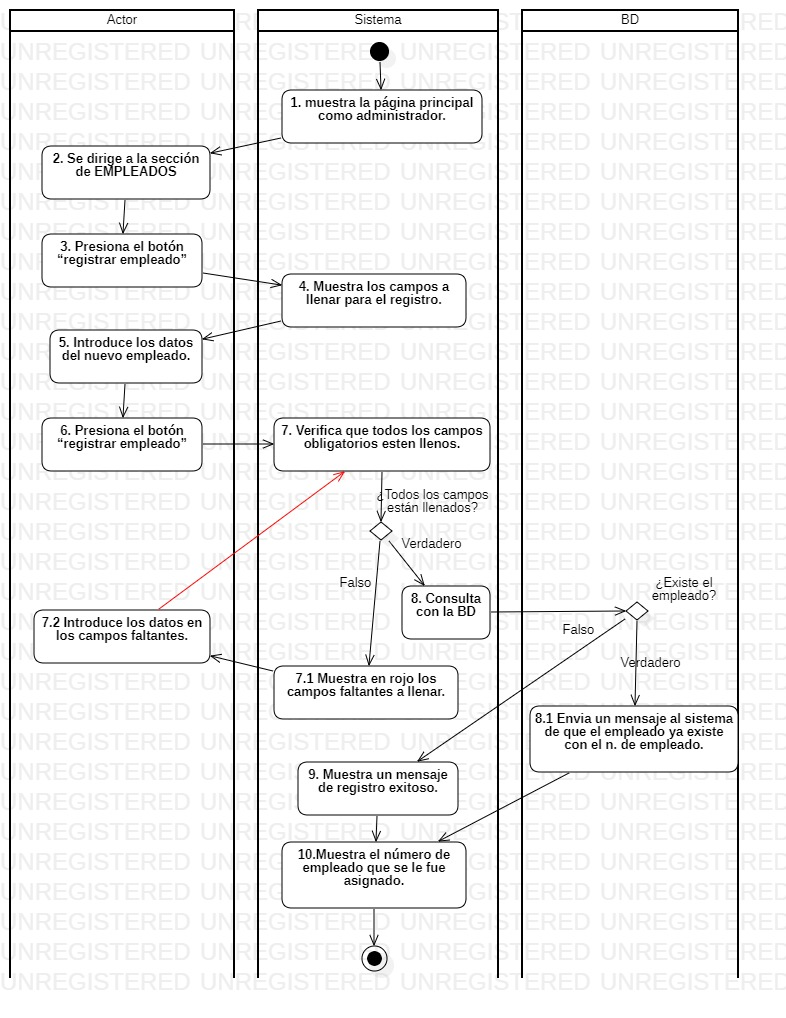 Actor
Sistema
BD
1. muestra la página principal
como administrador.
2. Se dirige a la sección
de EMPLEADOS
3. Presiona el botón
“registrar empleado”
4. Muestra los campos a
llenar para el registro.
5. Introduce los datos
del nuevo empleado.
6. Presiona el botón
“registrar empleado”
7. Verifica que todos los campos
obligatorios esten llenos.
¿Todos los campos
están llenados?
Verdadero
Falso
8. Consulta
con la BD
¿Existe el
empleado?
Falso
Verdadero
7.2 Introduce los datos en
los campos faltantes.
7.1 Muestra en rojo los
campos faltantes a llenar.
8.1 Envia un mensaje al sistema
de que el empleado ya existe
con el n. de empleado.
9. Muestra un mensaje
de registro exitoso.
10.Muestra el número de
empleado que se le fue
asignado.
UNREGISTERED